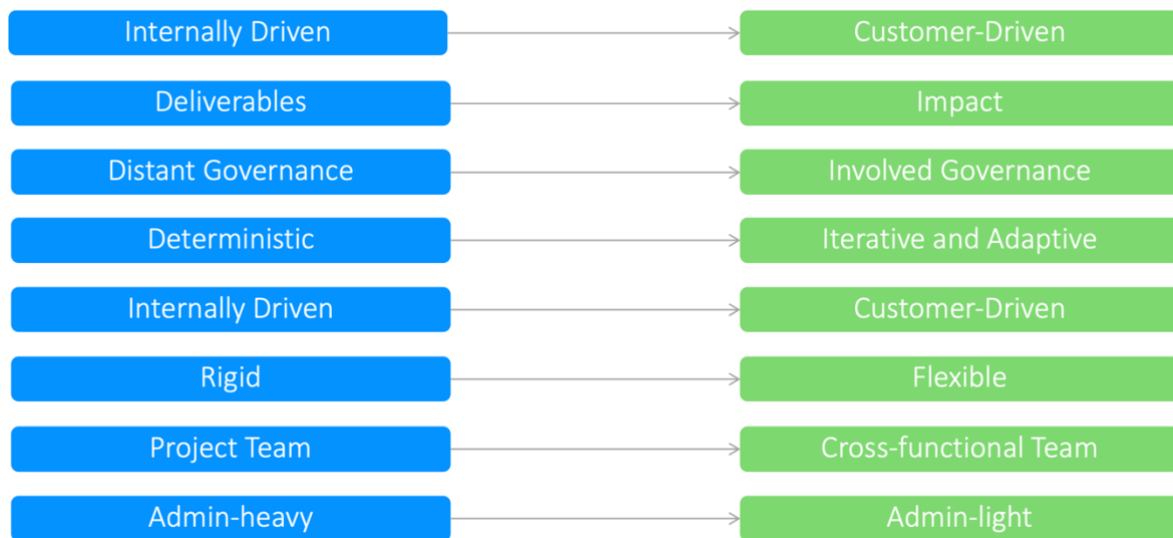 Internally Driven
Customer-Driven
Deliverables
Impact
Distant Governance
Involved Governance
Deterministic
Iterative and Adaptive
Internally Driven
Customer-Driven
Rigid
Flexible
Project Team
Cross-functional Team
Admin-heavy
Admin-light